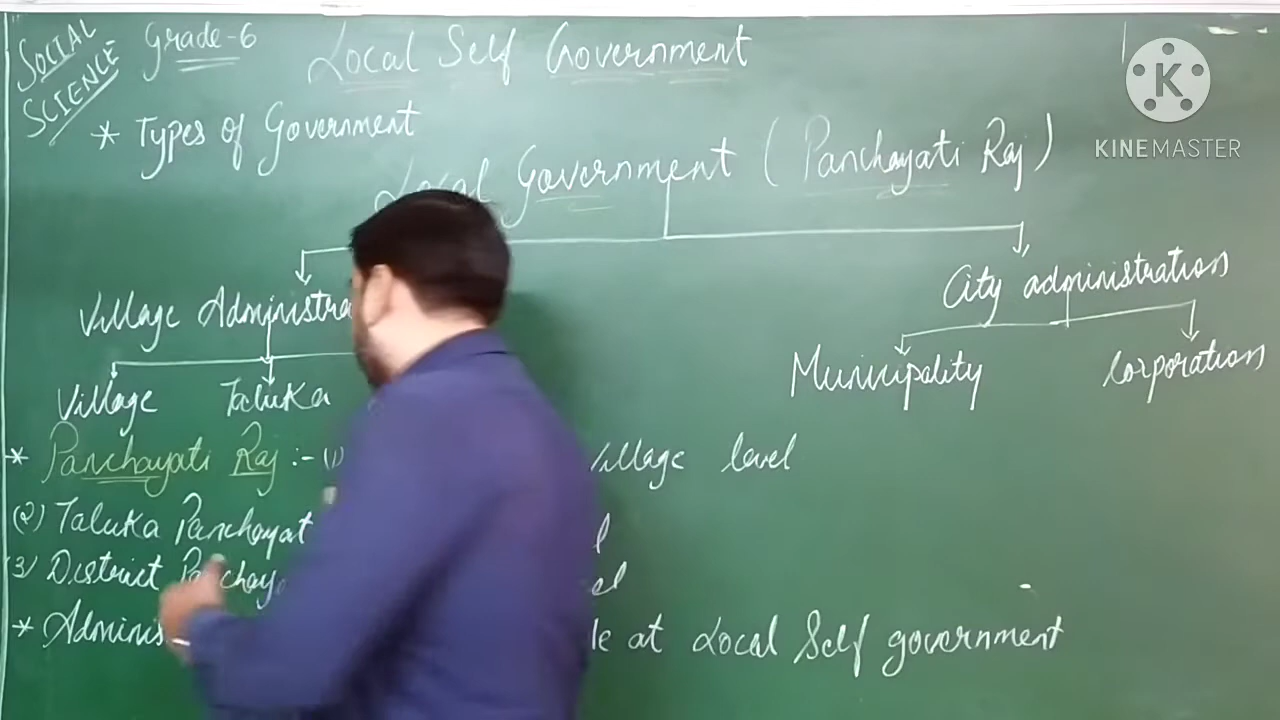 SOCIAL SCIENCE
Grade-6
Local Self Government
* Types of Government
Local Government (Panchayati Raj)
Village
City administration
Village Taluka
Municipality Corporation
* Panchayati Raj :- (1) Village level
(2) Taluka Panchayat
(3) District
* at Local Self government
K
KINEMASTER